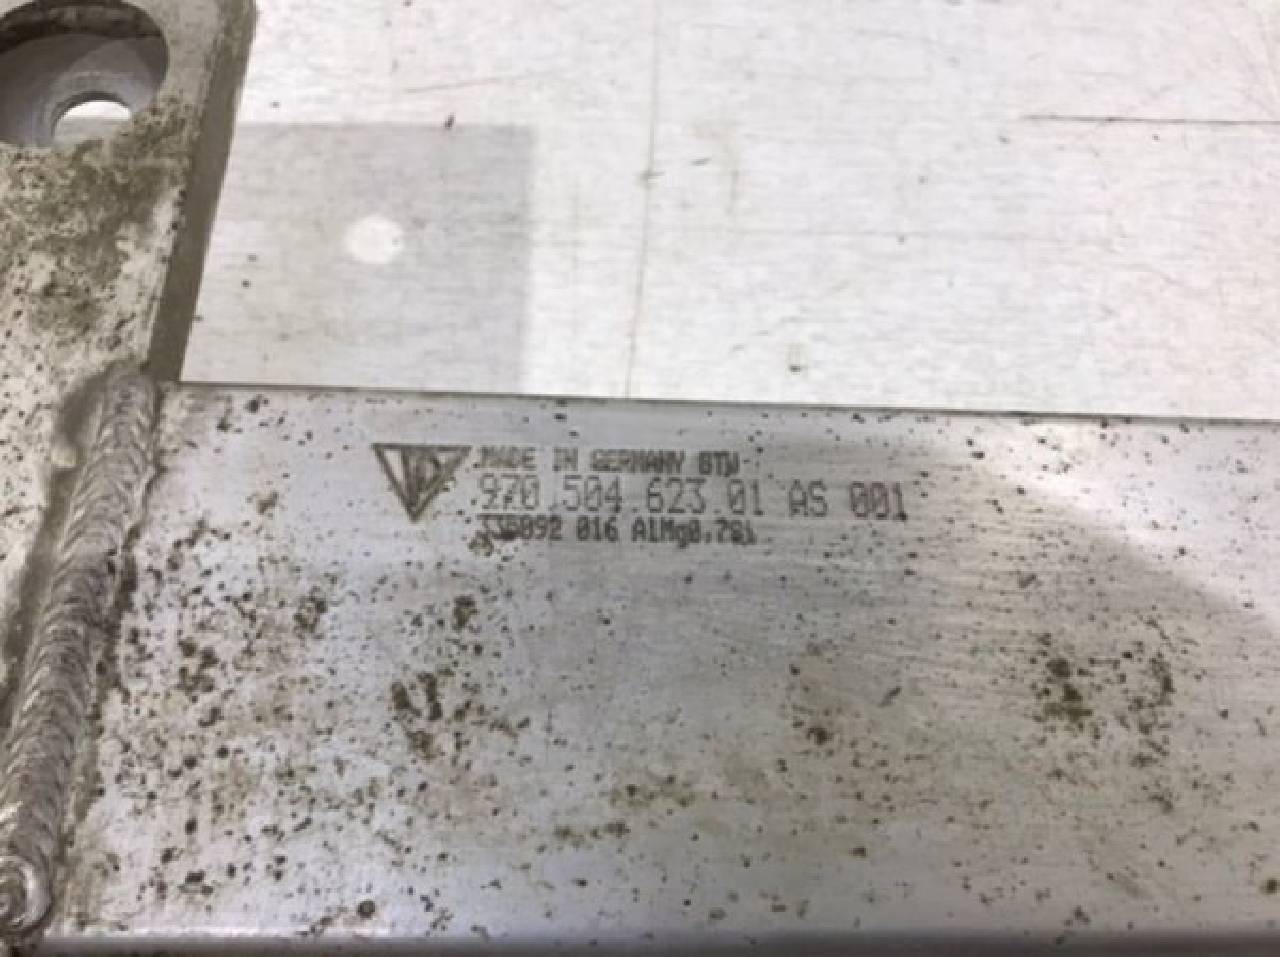 MADE IN GERMANY BTW
970.504.623.01 AS 001
016 AlMg0.7Si